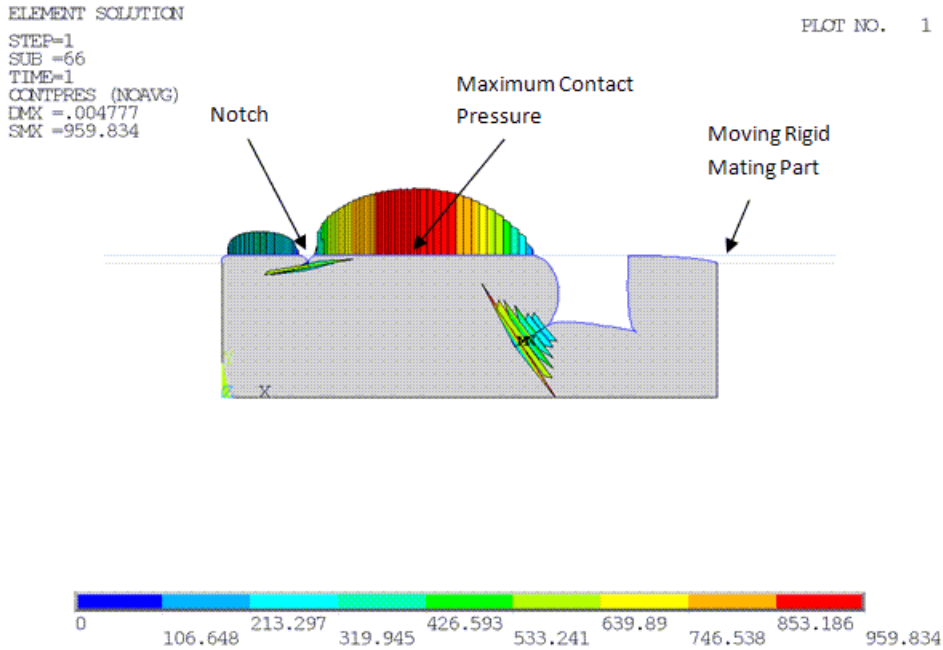 ELEMENT SOLUTION
STEP=1
SUB =66
TIME=1
CONTPRES (NOAVG)
DMX =.004777
SMX =959.834
PLOT NO. 1
Notch
Maximum Contact
Pressure
Moving Rigid
Mating Part
MX
Y
Z X
0
106.648
213.297
319.945
426.593
533.241
639.89
746.538
853.186
959.834